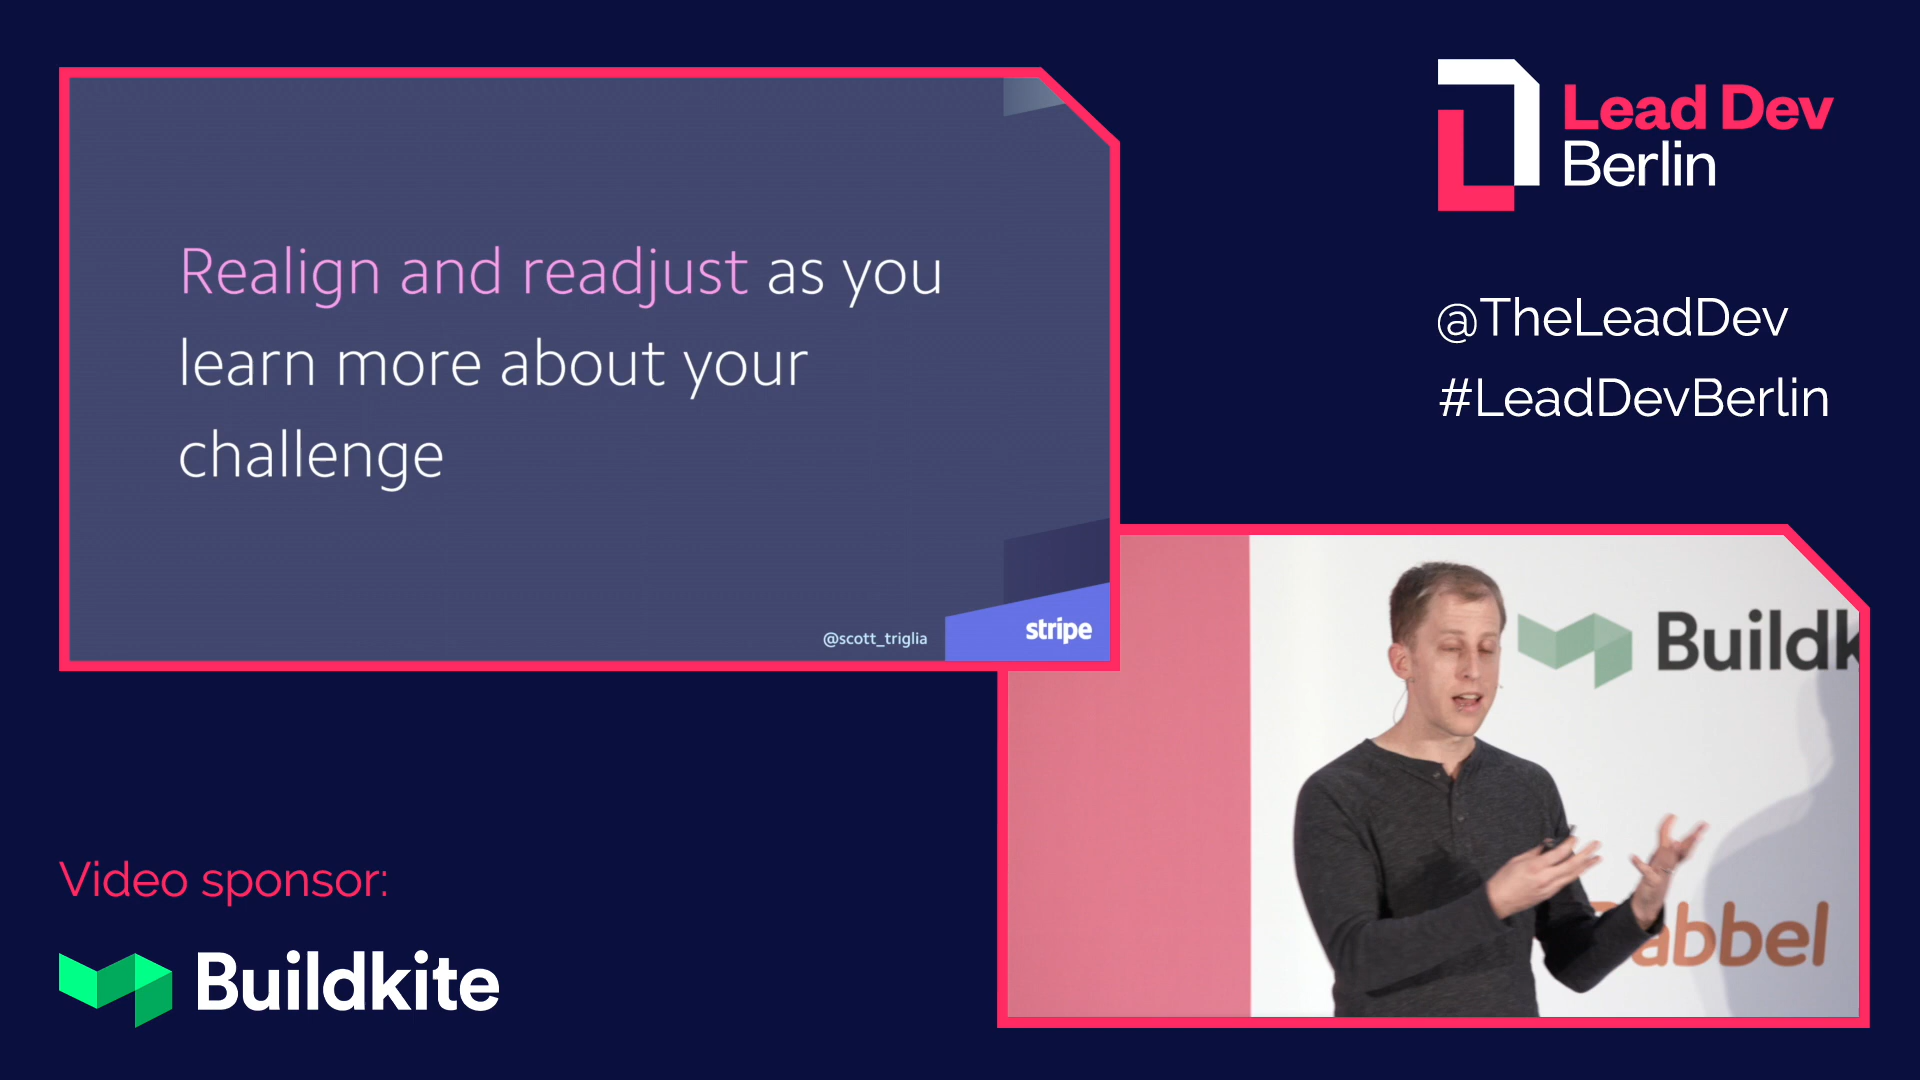 Realign and readjust as you
learn more about your
challenge
@scott_triglia
stripe
Lead Dev
Berlin
@TheLeadDev
#LeadDevBerlin
Buildk
abbel
Video sponsor:
Buildkite